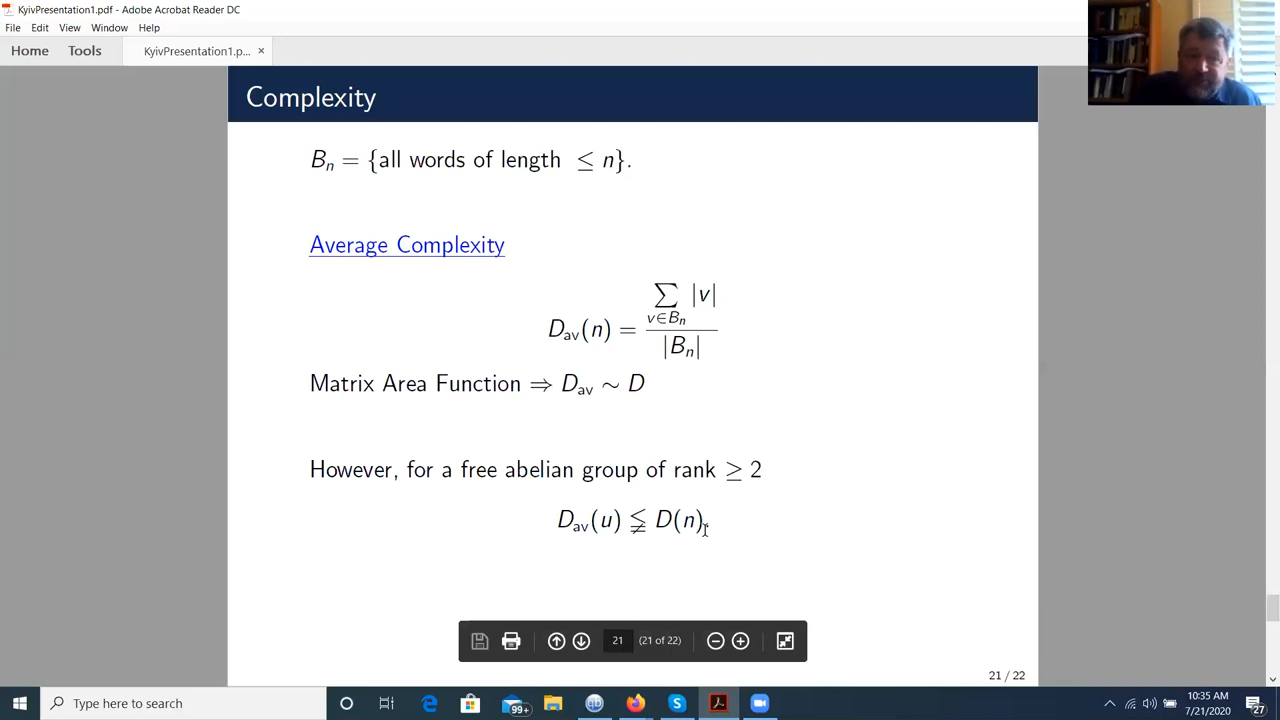 KyivPresentation1.pdf - Adobe Acrobat Reader DC
File Edit View Window Help
Home Tools KyivPresentation1.p... ×
Complexity
Bₙ = {all words of length ≤ n}.
Average Complexity
D_av(n) = ∑_{v∈Bₙ} |v| / |Bₙ|
Matrix Area Function ⇒ D_av ∼ D
However, for a free abelian group of rank ≥ 2
D_av(u) ≨ D(n).
21 (21 of 22)
21 / 22
Type here to search
99+
10:35 AM
7/21/2020
27